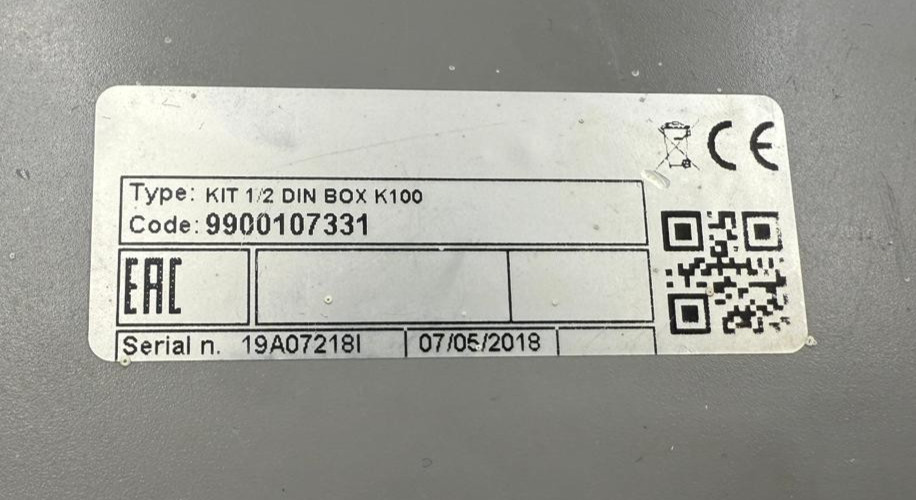 CE
Type: KIT 1/2 DIN BOX K100
Code: 9900107331
EAC
Serial n. 19A07218I 07/05/2018